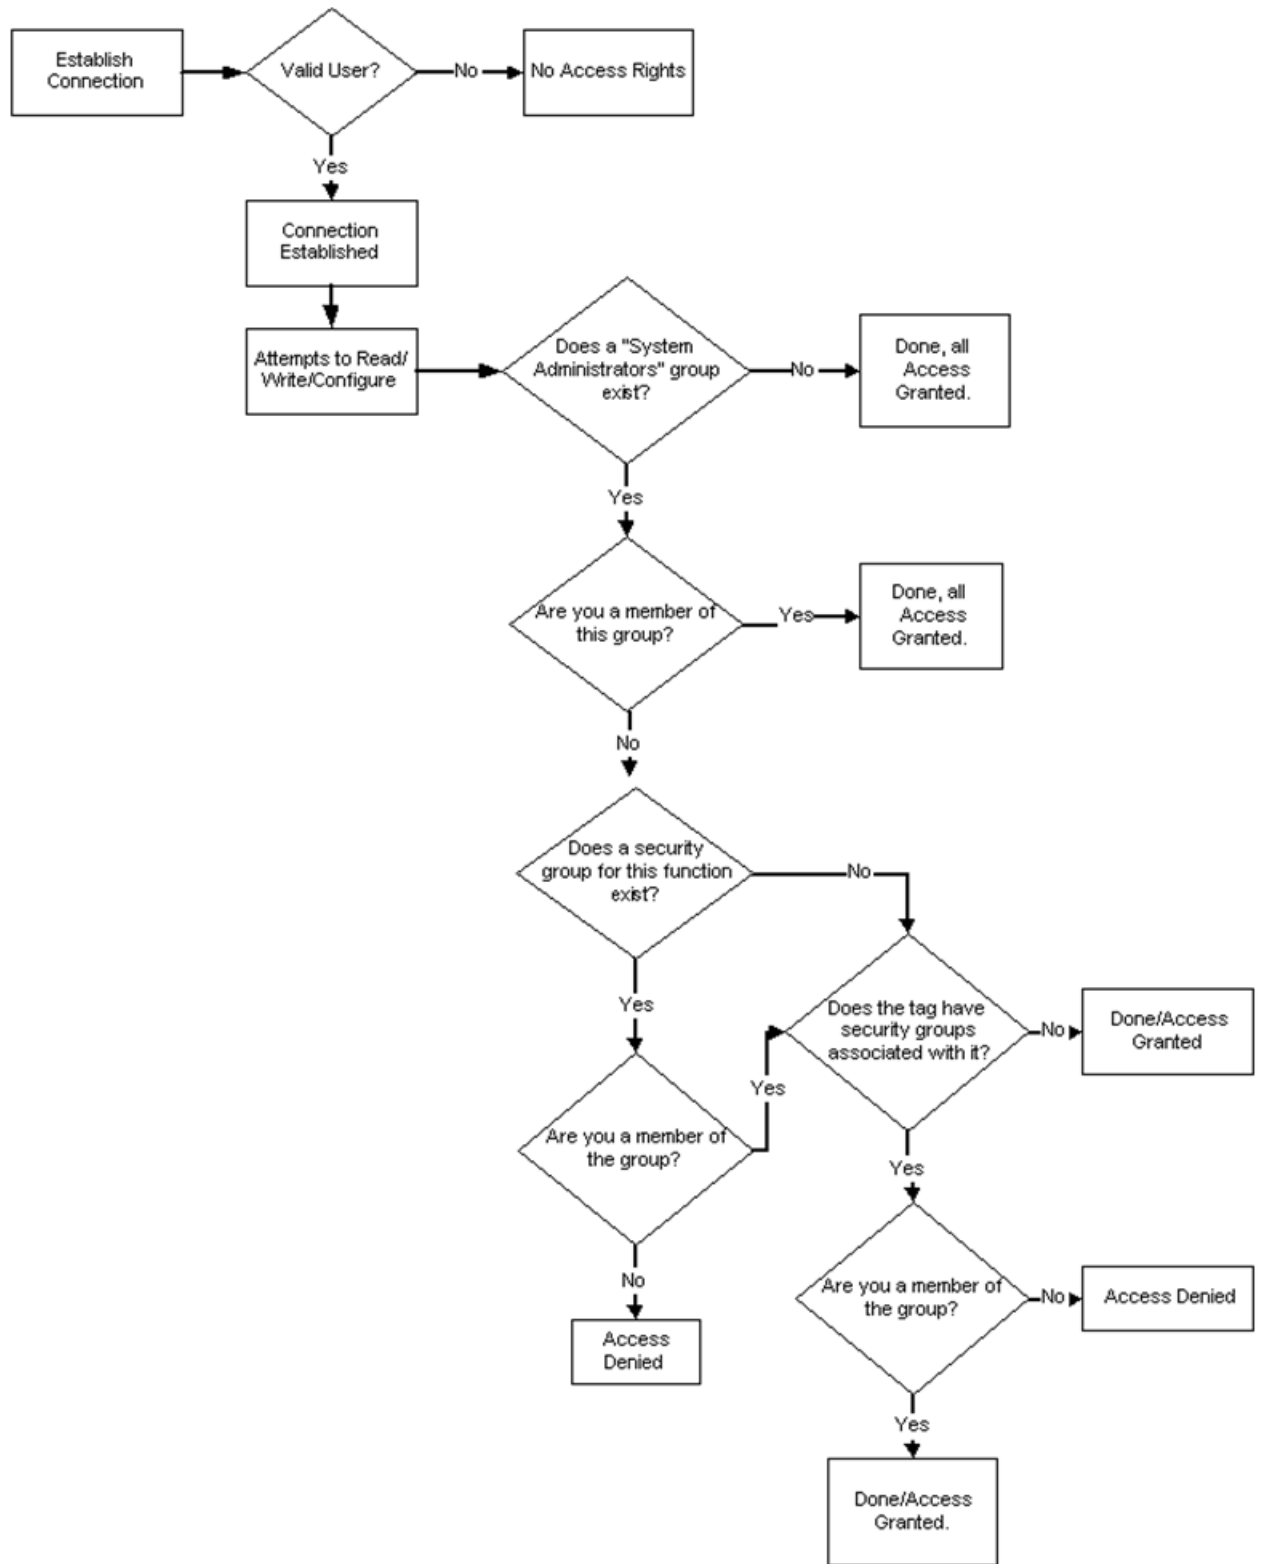 Establish
Connection
Valid User?
No
No Access Rights
Yes
Connection
Established
Attempts to Read/
Write/Configure
Does a "System
Administrators" group
exist?
No
Done, all
Access
Granted.
Yes
Are you a member of
this group?
Yes
Done, all
Access
Granted.
No
Does a security
group for this function
exist?
No
Yes
Does the tag have
security groups
associated with it?
No
Done/Access
Granted
Are you a member of
the group?
Yes
No
Access
Denied
Yes
Are you a member of
the group?
No
Access Denied
Yes
Done/Access
Granted.